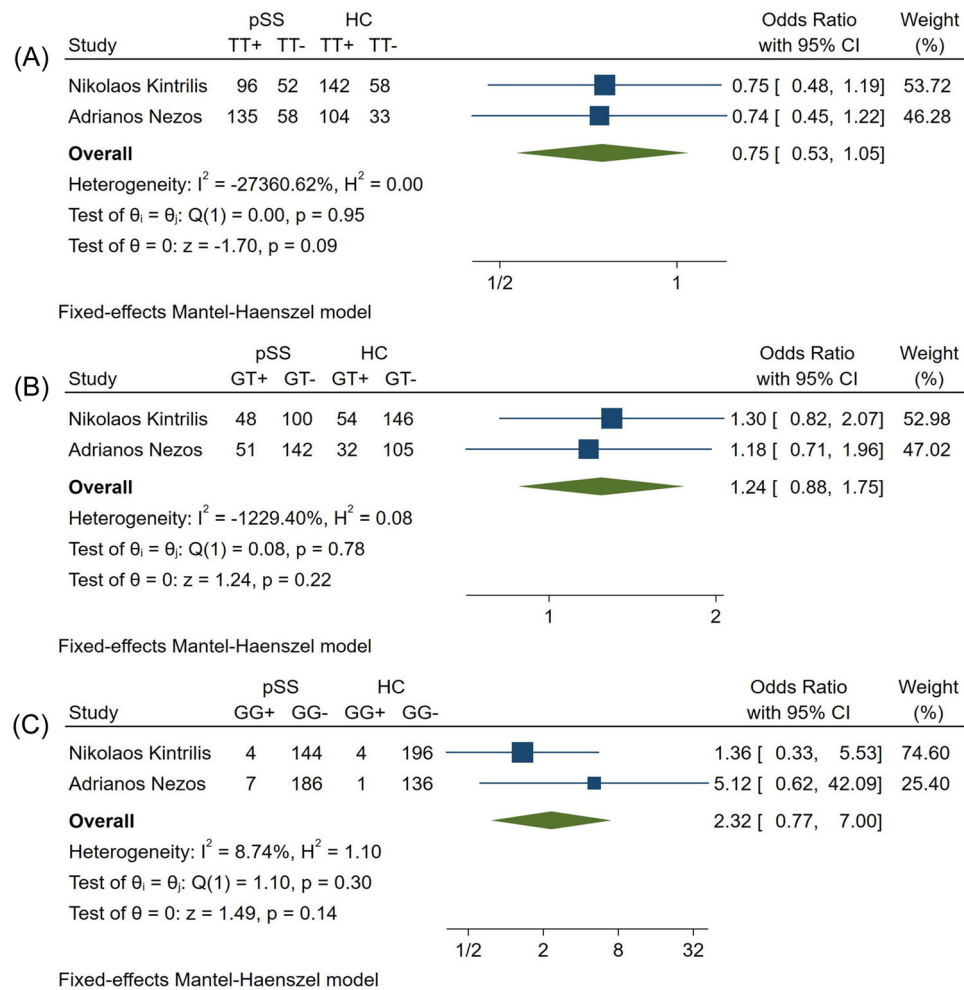 (A)
pSS HC Odds Ratio Weight
Study TT+ TT- TT+ TT- with 95% CI (%)
Nikolaos Kintrilis 96 52 142 58 0.75 [ 0.48, 1.19] 53.72
Adrianos Nezos 135 58 104 33 0.74 [ 0.45, 1.22] 46.28
Overall 0.75 [ 0.53, 1.05]
Heterogeneity: I² = -27360.62%, H² = 0.00
Test of θᵢ = θⱼ: Q(1) = 0.00, p = 0.95
Test of θ = 0: z = -1.70, p = 0.09
1/2 1
Fixed-effects Mantel-Haenszel model
(B)
pSS HC Odds Ratio Weight
Study GT+ GT- GT+ GT- with 95% CI (%)
Nikolaos Kintrilis 48 100 54 146 1.30 [ 0.82, 2.07] 52.98
Adrianos Nezos 51 142 32 105 1.18 [ 0.71, 1.96] 47.02
Overall 1.24 [ 0.88, 1.75]
Heterogeneity: I² = -1229.40%, H² = 0.08
Test of θᵢ = θⱼ: Q(1) = 0.08, p = 0.78
Test of θ = 0: z = 1.24, p = 0.22
1 2
Fixed-effects Mantel-Haenszel model
(C)
pSS HC Odds Ratio Weight
Study GG+ GG- GG+ GG- with 95% CI (%)
Nikolaos Kintrilis 4 144 4 196 1.36 [ 0.33, 5.53] 74.60
Adrianos Nezos 7 186 1 136 5.12 [ 0.62, 42.09] 25.40
Overall 2.32 [ 0.77, 7.00]
Heterogeneity: I² = 8.74%, H² = 1.10
Test of θᵢ = θⱼ: Q(1) = 1.10, p = 0.30
Test of θ = 0: z = 1.49, p = 0.14
1/2 2 8 32
Fixed-effects Mantel-Haenszel model